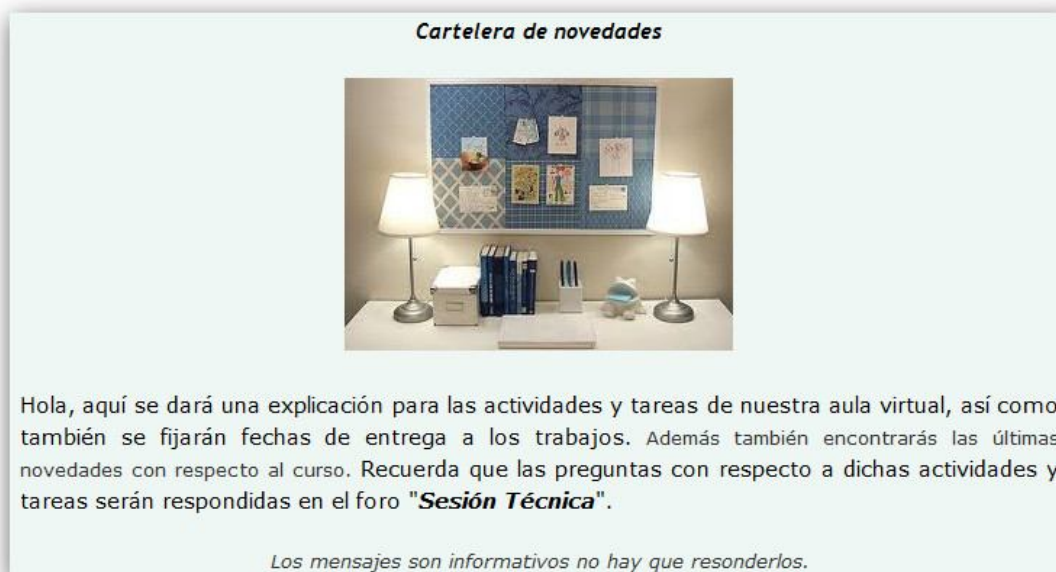 Cartelera de novedades
Hola, aquí se dará una explicación para las actividades y tareas de nuestra aula virtual, así como
también se fijarán fechas de entrega a los trabajos. Además también encontrarás las últimas
novedades con respecto al curso. Recuerda que las preguntas con respecto a dichas actividades y
tareas serán respondidas en el foro "Sesión Técnica".
Los mensajes son informativos no hay que resonderlos.